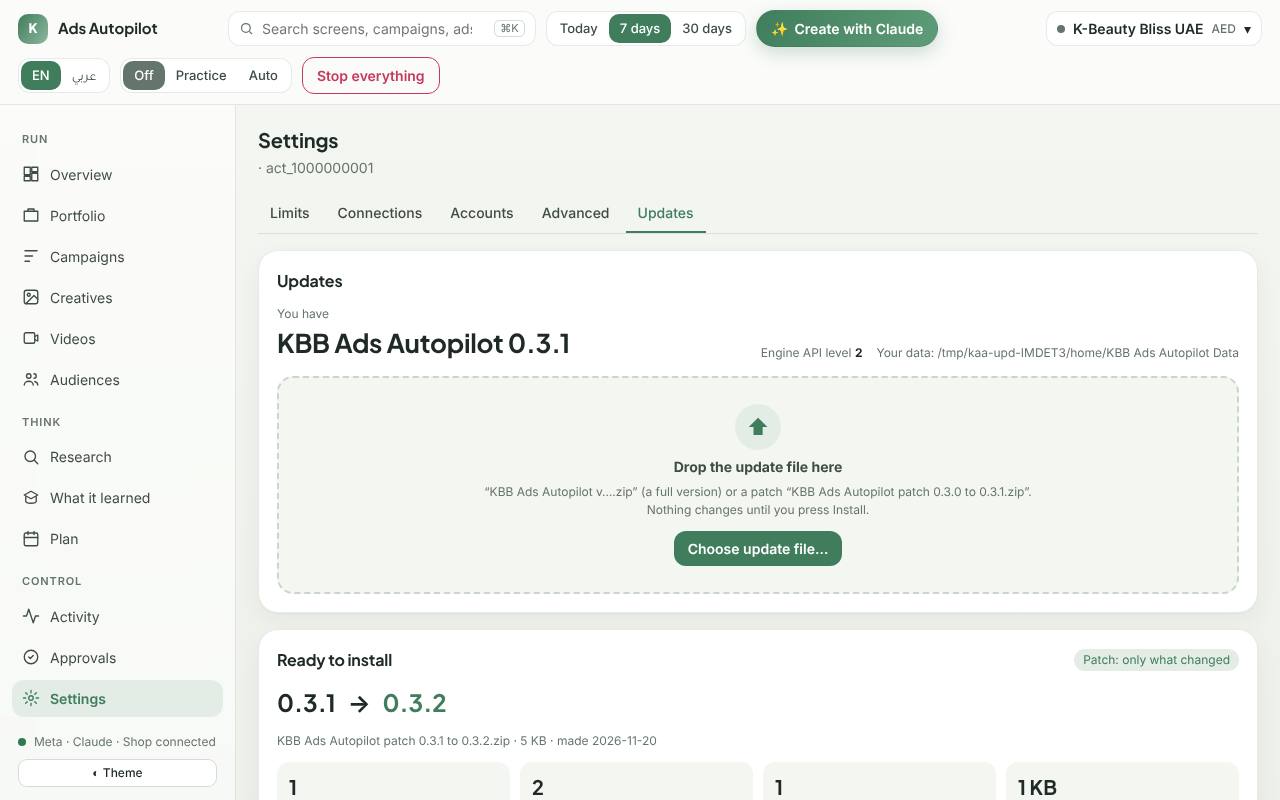 K Ads Autopilot
Search screens, campaigns, ads
⌘K
Today 7 days 30 days
✨ Create with Claude
K-Beauty Bliss UAE AED ▾
EN عربي
Off Practice Auto
Stop everything
RUN
Overview
Portfolio
Campaigns
Creatives
Videos
Audiences
THINK
Research
What it learned
Plan
CONTROL
Activity
Approvals
Settings
Meta · Claude · Shop connected
Theme
Settings
· act_1000000001
Limits Connections Accounts Advanced Updates
Updates
You have
KBB Ads Autopilot 0.3.1
Engine API level 2 Your data: /tmp/kaa-upd-IMDET3/home/KBB Ads Autopilot Data
Drop the update file here
“KBB Ads Autopilot v….zip” (a full version) or a patch “KBB Ads Autopilot patch 0.3.0 to 0.3.1.zip”.
Nothing changes until you press Install.
Choose update file…
Ready to install
Patch: only what changed
0.3.1 → 0.3.2
KBB Ads Autopilot patch 0.3.1 to 0.3.2.zip · 5 KB · made 2026-11-20
1 2 1 1 KB